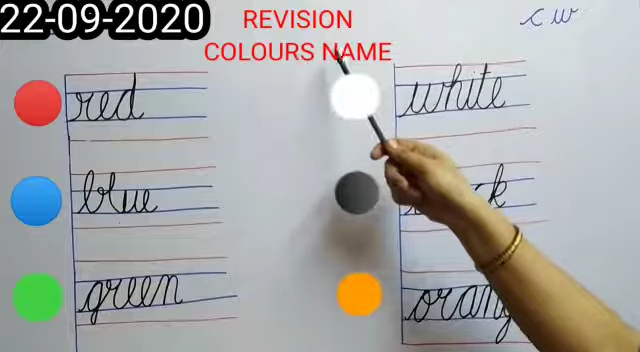 22-09-2020
REVISION
COLOURS NAME
c w
red
white
blue
green